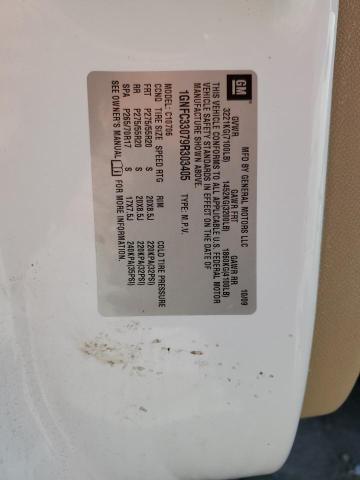 GM
MFD BY GENERAL MOTORS LLC 10/09
GVWR GAWR FRT GAWR RR
3221KG(7100LB) 1452KG(3200LB) 1860KG(4100LB)
THIS VEHICLE CONFORMS TO ALL APPLICABLE U.S. FEDERAL MOTOR
VEHICLE SAFETY STANDARDS IN EFFECT ON THE DATE OF
MANUFACTURE SHOWN ABOVE.
1GNFC33079R303405 TYPE: M.P.V.
MODEL: C10706
CCND TIRE SIZE SPEED RTG RIM COLD TIRE PRESSURE
FRT P275/55R20 S 20X8.5J 220KPA(32PSI)
RR P275/55R20 S 20X8.5J 220KPA(32PSI)
SPA P265/70R17 S 17X7.5J 240KPA(35PSI)
SEE OWNER'S MANUAL FOR MORE INFORMATION.